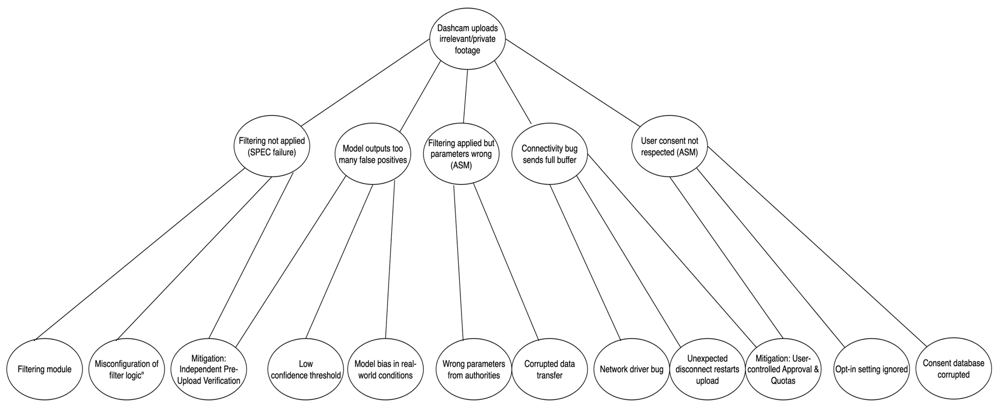 Dashcam uploads
irrelevant/private
footage
Filtering not applied
(SPEC failure)
Model outputs too
many false positives
Filtering applied but
parameters wrong
(ASM)
Connectivity bug
sends full buffer
User consent not
respected (ASM)
Filtering module
Misconfiguration of
filter logic"
Mitigation:
Independent Pre-
Upload Verification
Low
confidence threshold
Model bias in real-
world conditions
Wrong parameters
from authorities
Corrupted data
transfer
Network driver bug
Unexpected
disconnect restarts
upload
Mitigation: User-
controlled Approval &
Quotas
Opt-in setting ignored
Consent database
corrupted